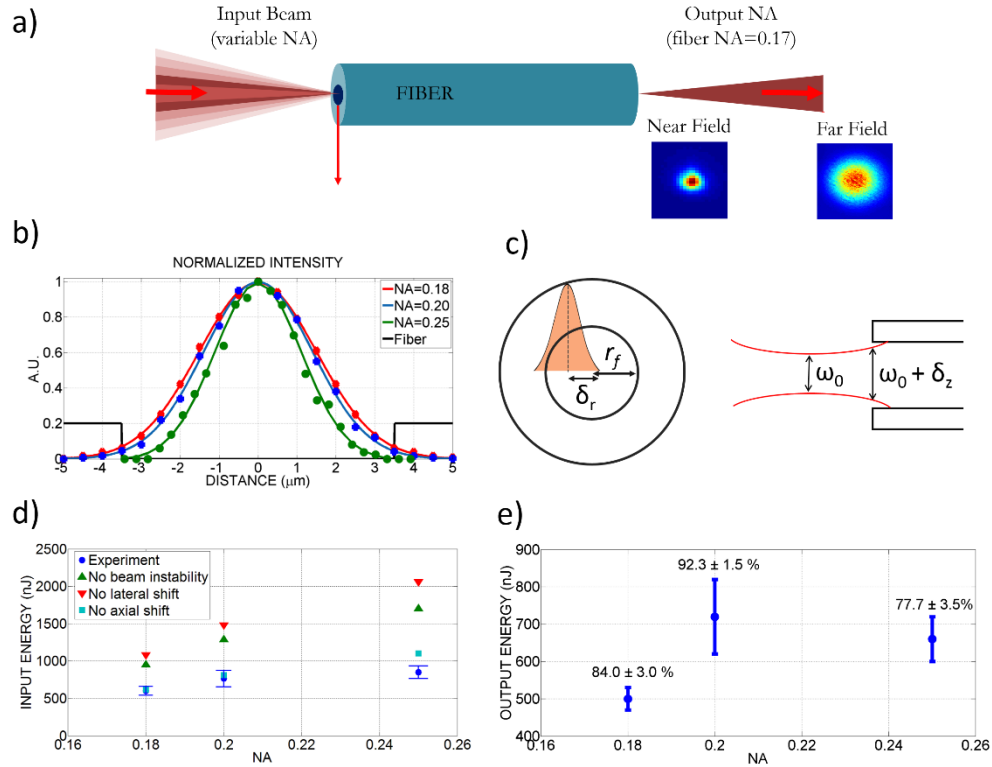 a)
Input Beam
(variable NA)
Output NA
(fiber NA=0.17)
FIBER
Near Field
Far Field
b)
NORMALIZED INTENSITY
A.U.
1
0.8
0.6
0.4
0.2
0
-5 -4 -3 -2 -1 0 1 2 3 4 5
DISTANCE (μm)
NA=0.18
NA=0.20
NA=0.25
Fiber
c)
r_f
δ_r
ω_0
ω_0 + δ_z
d)
INPUT ENERGY (nJ)
2500
2000
1500
1000
500
0
0.16 0.18 0.2 0.22 0.24 0.26
NA
Experiment
No beam instability
No lateral shift
No axial shift
e)
OUTPUT ENERGY (nJ)
900
800
700
600
500
400
0.16 0.18 0.2 0.22 0.24 0.26
NA
84.0 ± 3.0 %
92.3 ± 1.5 %
77.7 ± 3.5%